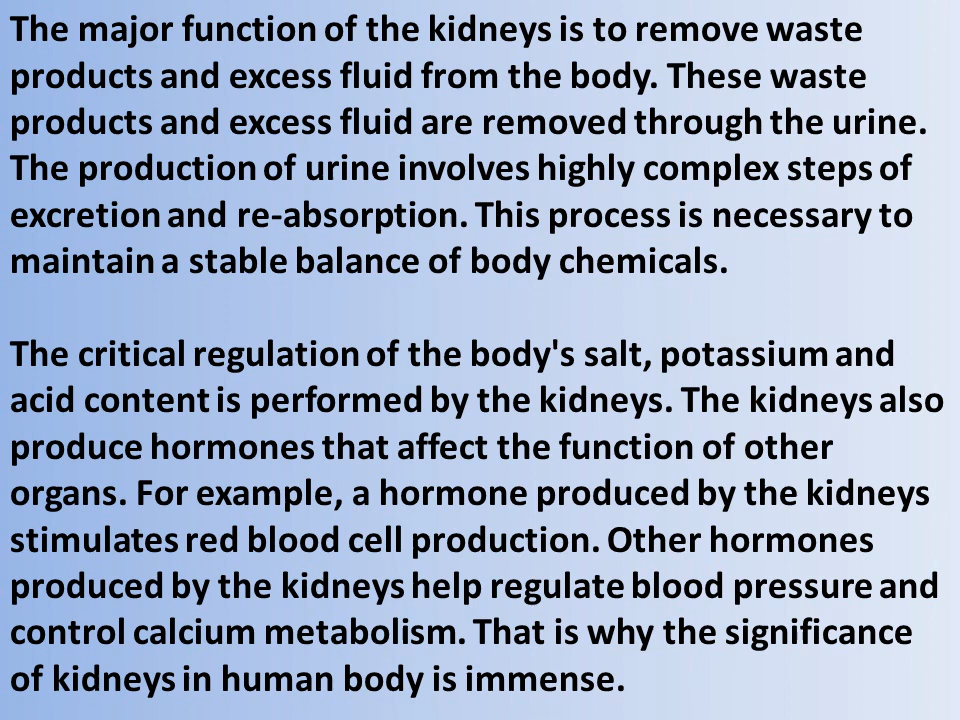 The major function of the kidneys is to remove waste
products and excess fluid from the body. These waste
products and excess fluid are removed through the urine.
The production of urine involves highly complex steps of
excretion and re-absorption. This process is necessary to
maintain a stable balance of body chemicals.

The critical regulation of the body's salt, potassium and
acid content is performed by the kidneys. The kidneys also
produce hormones that affect the function of other
organs. For example, a hormone produced by the kidneys
stimulates red blood cell production. Other hormones
produced by the kidneys help regulate blood pressure and
control calcium metabolism. That is why the significance
of kidneys in human body is immense.